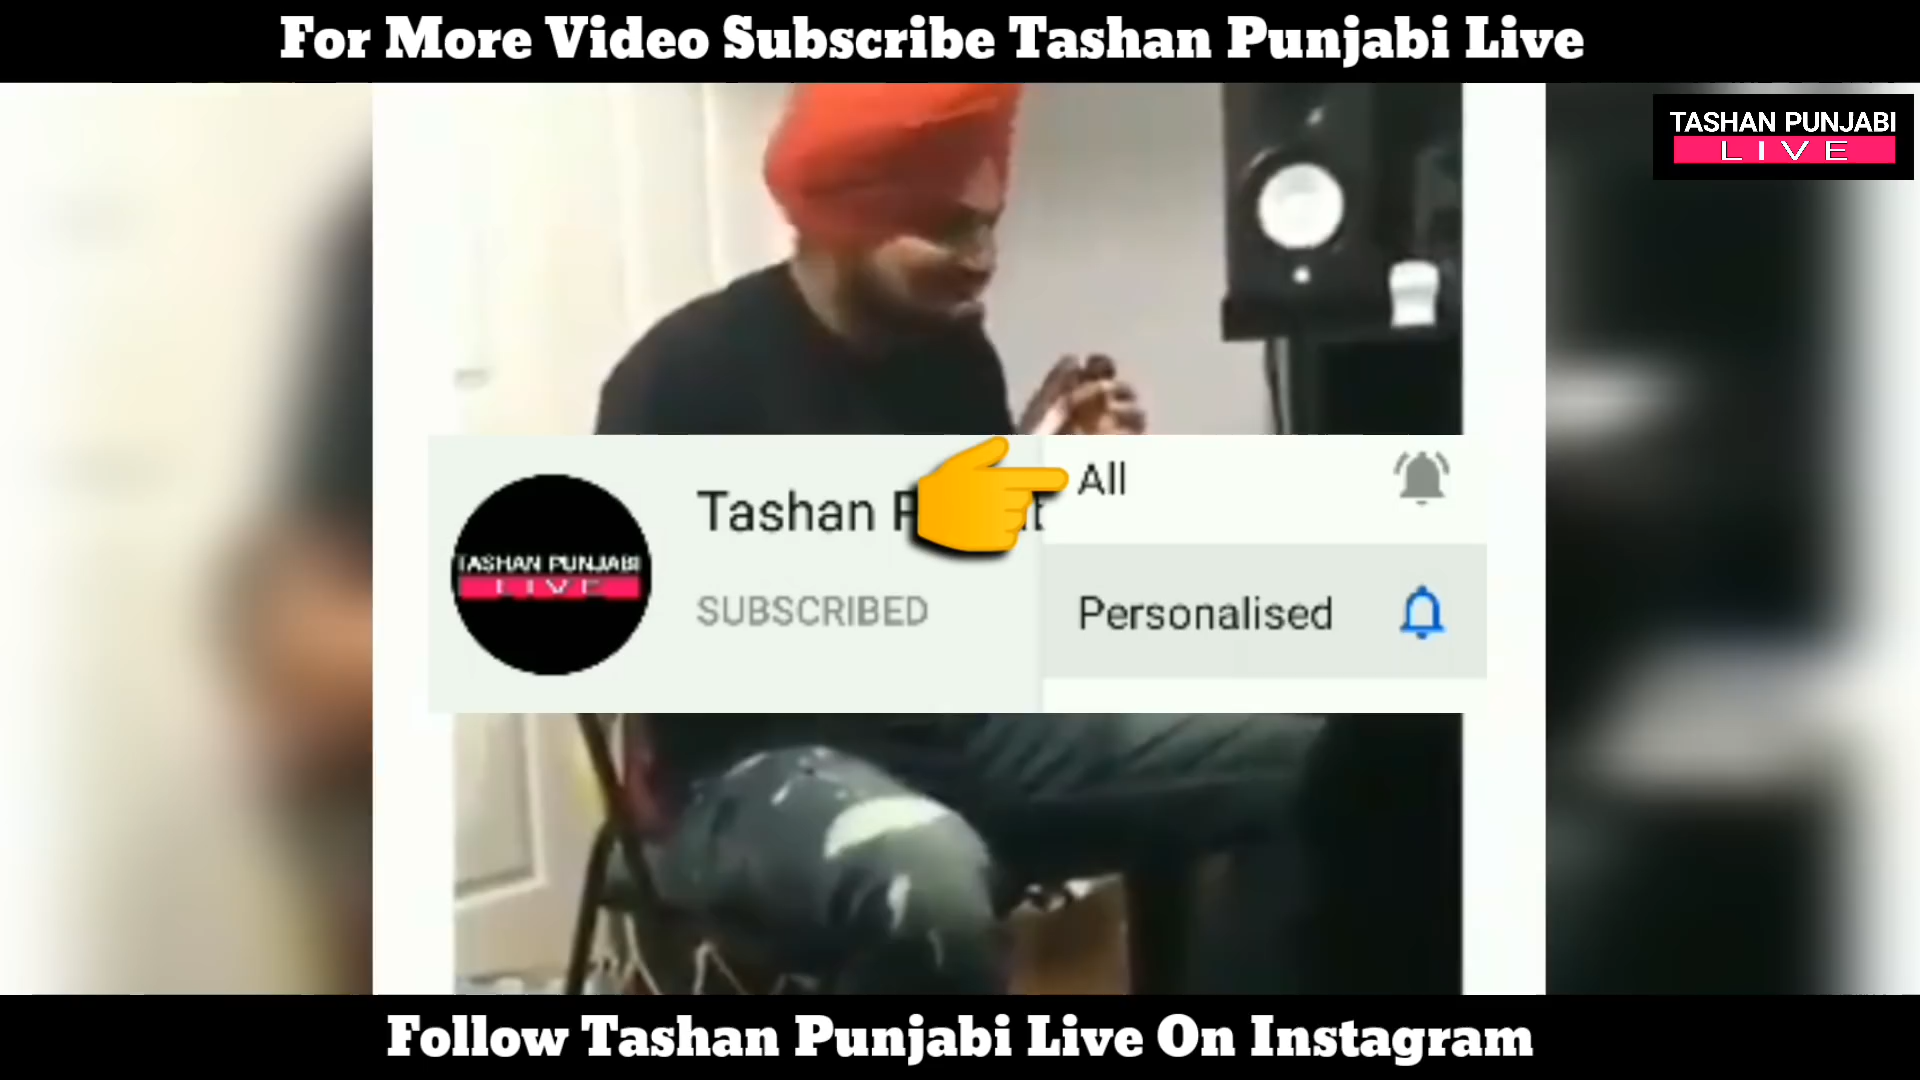 For More Video Subscribe Tashan Punjabi Live
TASHAN PUNJABI
LIVE
All
Tashan
TASHAN PUNJABI
LIVE
SUBSCRIBED
Personalised
Follow Tashan Punjabi Live On Instagram